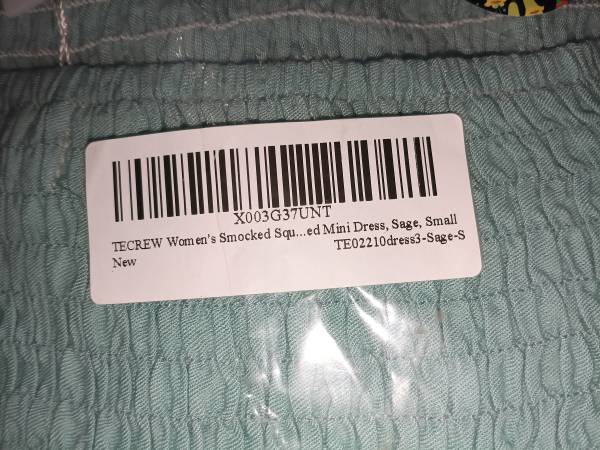 X003G37UNT
TECREW Women's Smocked Squ...ed Mini Dress, Sage, Small
New
TE02210dress3-Sage-S